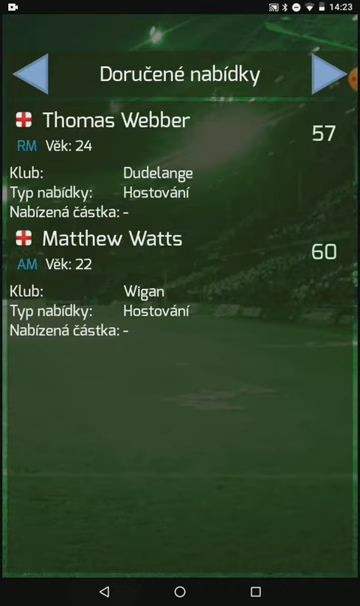 14:23
Doručené nabídky
Thomas Webber
57
RM Věk: 24
Klub: Dudelange
Typ nabídky: Hostování
Nabízená částka: -
Matthew Watts
60
AM Věk: 22
Klub: Wigan
Typ nabídky: Hostování
Nabízená částka: -